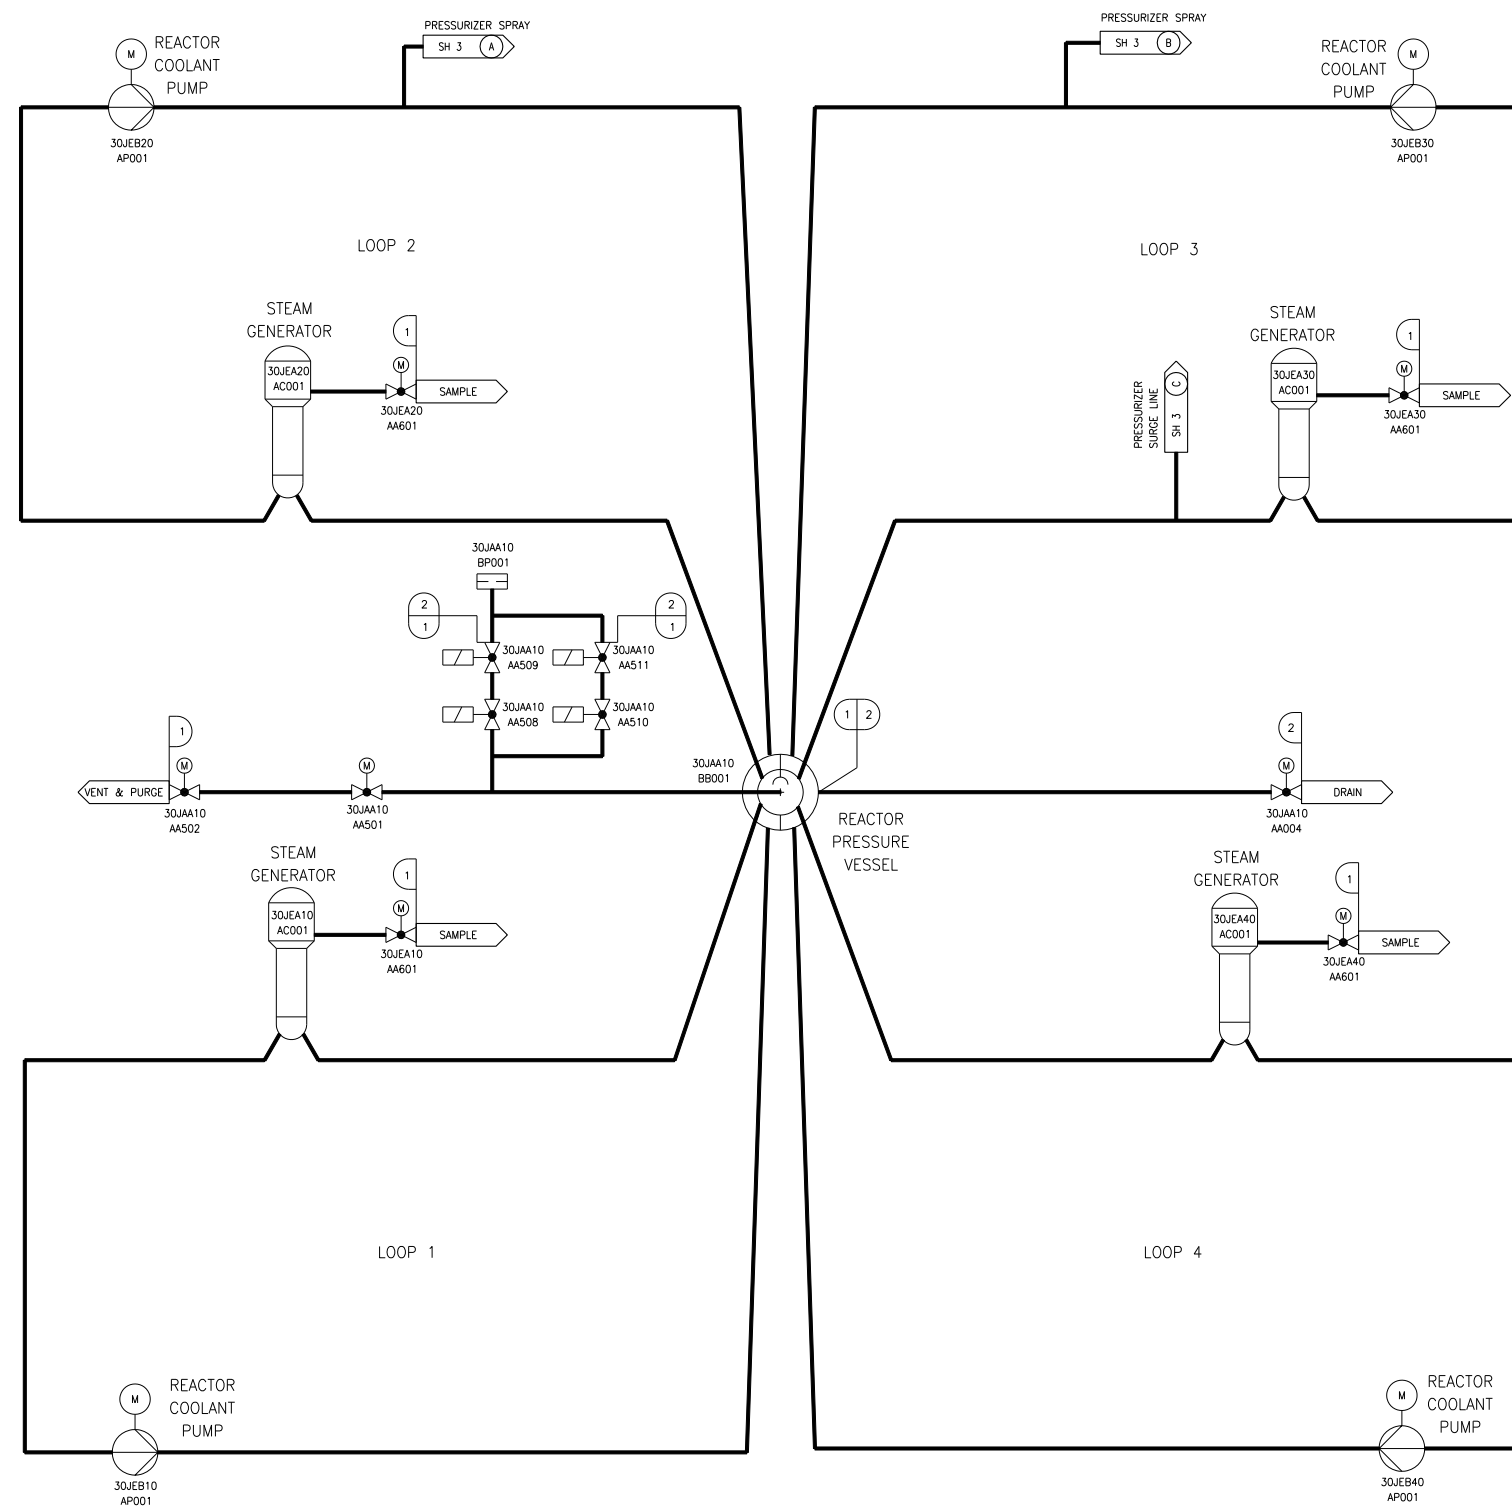 PRESSURIZER SPRAY
SH 3 A
M
REACTOR
COOLANT
PUMP
30JEB20
AP001
PRESSURIZER SPRAY
SH 3 B
REACTOR
COOLANT
PUMP
M
30JEB30
AP001
LOOP 2
LOOP 3
STEAM
GENERATOR
30JEA20
AC001
1
M
SAMPLE
30JEA20
AA601
PRESSURIZER
SURGE LINE
SH 3 C
STEAM
GENERATOR
30JEA30
AC001
1
M
SAMPLE
30JEA30
AA601
30JAA10
BP001
2
1
2
1
30JAA10
AA509
30JAA10
AA511
30JAA10
AA508
30JAA10
AA510
1
M
VENT & PURGE
30JAA10
AA502
M
30JAA10
AA501
30JAA10
BB001
1 2
REACTOR
PRESSURE
VESSEL
2
M
DRAIN
30JAA10
AA004
STEAM
GENERATOR
30JEA10
AC001
1
M
SAMPLE
30JEA10
AA601
STEAM
GENERATOR
30JEA40
AC001
1
M
SAMPLE
30JEA40
AA601
LOOP 1
LOOP 4
M
REACTOR
COOLANT
PUMP
30JEB10
AP001
M
REACTOR
COOLANT
PUMP
30JEB40
AP001